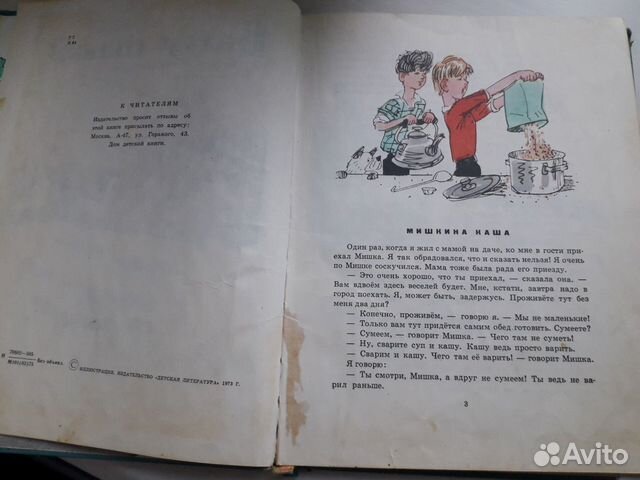 К ЧИТАТЕЛЯМ
Издательство просит отзывы об
этой книге присылать по адресу:
Москва, А-47, ул. Горького, 43.
Дом детской книги.
Без объявл.
© ИЛЛЮСТРАЦИИ, ИЗДАТЕЛЬСТВО «ДЕТСКАЯ ЛИТЕРАТУРА» 1973 Г.
МИШКИНА КАША
Один раз, когда я жил с мамой на даче, ко мне в гости при-
ехал Мишка. Я так обрадовался, что и сказать нельзя! Я очень
по Мишке соскучился. Мама тоже была рада его приезду.
— Это очень хорошо, что ты приехал, — сказала она. —
Вам вдвоём здесь веселей будет. Мне, кстати, завтра надо
в город поехать. Я, может быть, задержусь. Проживёте тут без
меня два дня?
— Конечно, проживём, — говорю я. — Мы не маленькие!
— Только вам тут придётся самим обед готовить. Сумеете?
— Сумеем, — говорит Мишка. — Чего там не суметь!
— Ну, сварите суп и кашу. Кашу ведь просто варить.
— Сварим и кашу. Чего там её варить! — говорит Мишка.
Я говорю:
— Ты смотри, Мишка, а вдруг не сумеем! Ты ведь не ва-
рил раньше.
3
Avito